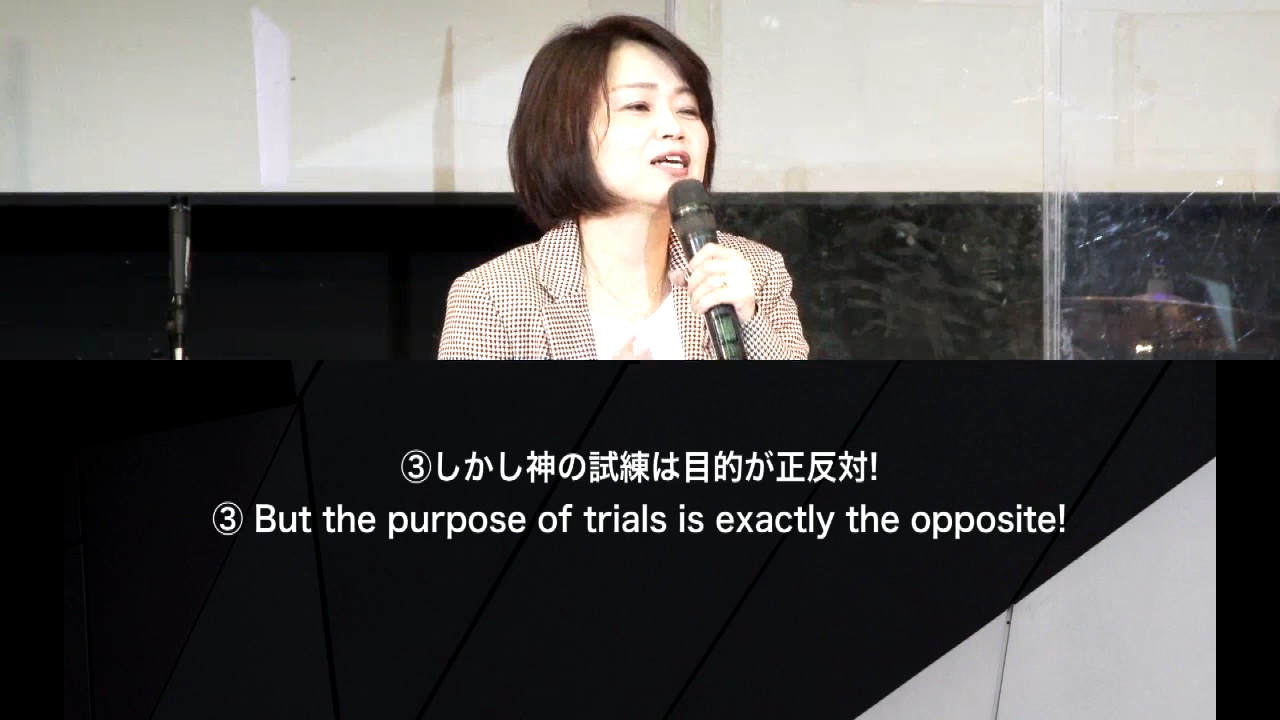 ③しかし神の試練は目的が正反対!
③ But the purpose of trials is exactly the opposite!